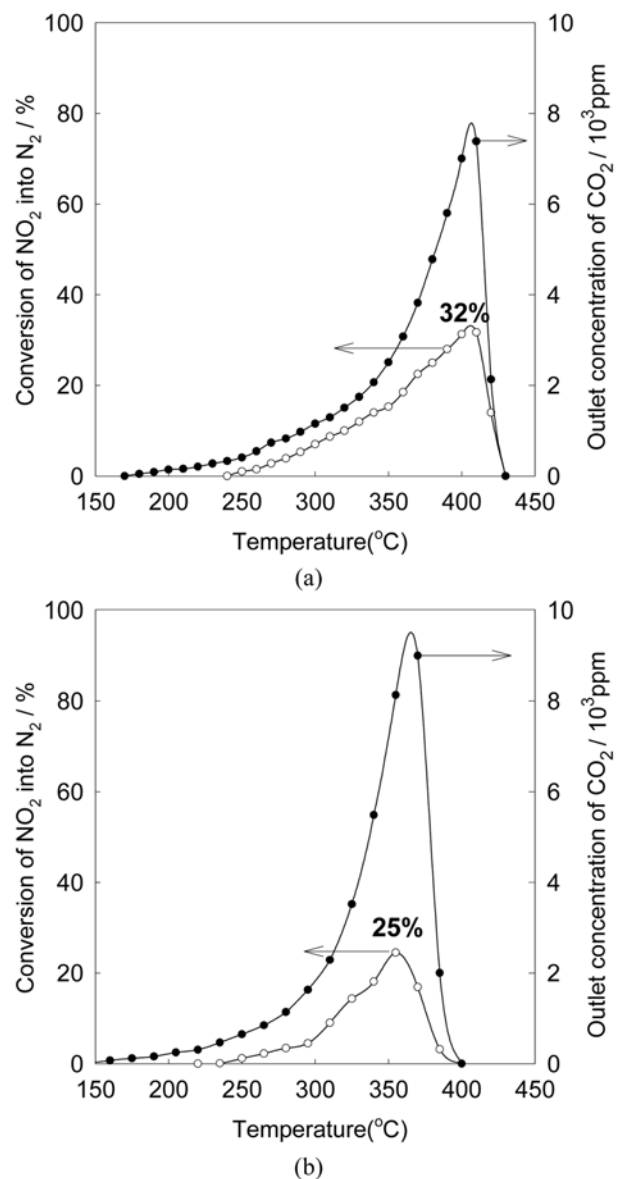 100
80
60
40
20
0
Conversion of NO₂ into N₂ / %
10
8
6
4
2
0
Outlet concentration of CO₂ / 10³ppm
32%
150 200 250 300 350 400 450
Temperature(°C)
(a)
100
80
60
40
20
0
Conversion of NO₂ into N₂ / %
10
8
6
4
2
0
Outlet concentration of CO₂ / 10³ppm
25%
150 200 250 300 350 400 450
Temperature(°C)
(b)